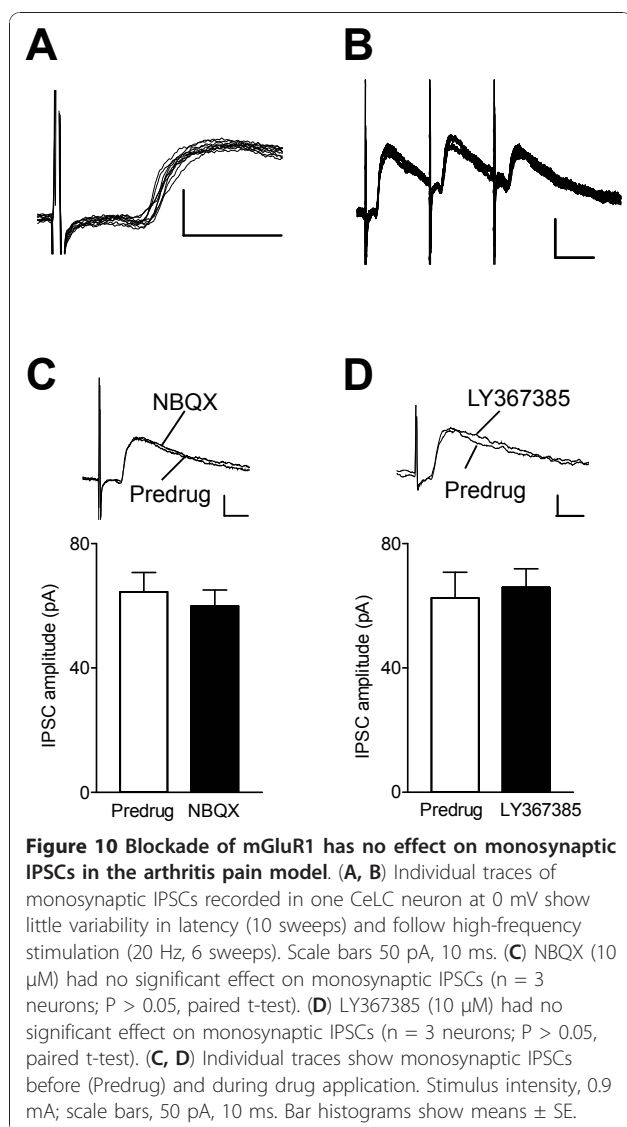 A
B
C
NBQX
Predrug
D
LY367385
Predrug
80
40
0
IPSC amplitude (pA)
Predrug NBQX
80
40
0
IPSC amplitude (pA)
Predrug LY367385
Figure 10 Blockade of mGluR1 has no effect on monosynaptic
IPSCs in the arthritis pain model. (A, B) Individual traces of
monosynaptic IPSCs recorded in one CeLC neuron at 0 mV show
little variability in latency (10 sweeps) and follow high-frequency
stimulation (20 Hz, 6 sweeps). Scale bars 50 pA, 10 ms. (C) NBQX (10
μM) had no significant effect on monosynaptic IPSCs (n = 3
neurons; P > 0.05, paired t-test). (D) LY367385 (10 μM) had no
significant effect on monosynaptic IPSCs (n = 3 neurons; P > 0.05,
paired t-test). (C, D) Individual traces show monosynaptic IPSCs
before (Predrug) and during drug application. Stimulus intensity, 0.9
mA; scale bars, 50 pA, 10 ms. Bar histograms show means ± SE.